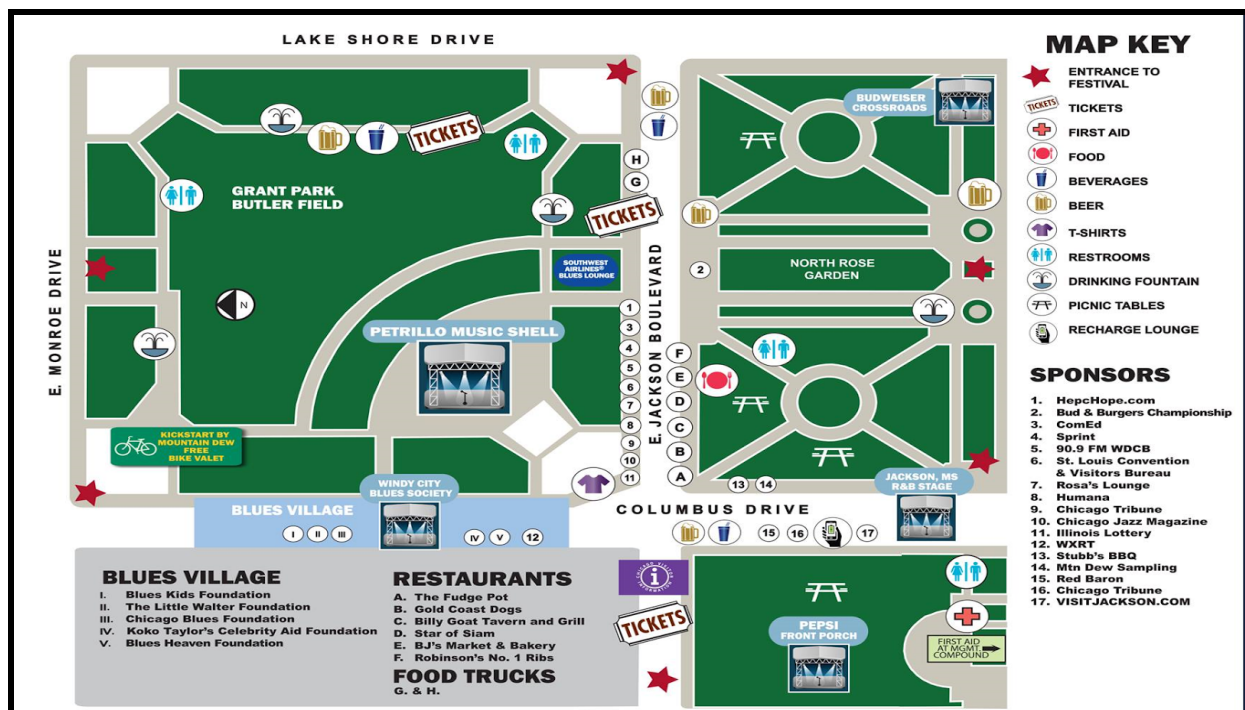 LAKE SHORE DRIVE
E. MONROE DRIVE
TICKETS
GRANT PARK
BUTLER FIELD
N
H
G
TICKETS
SOUTHWEST
AIRLINES®
BLUES LOUNGE
PETRILLO MUSIC SHELL
1
3
4
5
6
7
8
9
10
11
E. JACKSON BOULEVARD
KICKSTART BY
MOUNTAIN DEW
FREE
BIKE VALET
BUDWEISER
CROSSROADS
2
NORTH ROSE
GARDEN
F
E
D
C
B
A
13
14
JACKSON, MS
R&B STAGE
WINDY CITY
BLUES SOCIETY
BLUES VILLAGE
I
II
III
IV
V
12
COLUMBUS DRIVE
15
16
17
CHICAGO VISITOR
INFORMATION
TICKETS
PEPSI
FRONT PORCH
FIRST AID
AT MGMT.
COMPOUND
BLUES VILLAGE
I. Blues Kids Foundation
II. The Little Walter Foundation
III. Chicago Blues Foundation
IV. Koko Taylor's Celebrity Aid Foundation
V. Blues Heaven Foundation
RESTAURANTS
A. The Fudge Pot
B. Gold Coast Dogs
C. Billy Goat Tavern and Grill
D. Star of Siam
E. BJ's Market & Bakery
F. Robinson's No. 1 Ribs
FOOD TRUCKS
G. & H.
MAP KEY
ENTRANCE TO
FESTIVAL
TICKETS TICKETS
FIRST AID
FOOD
BEVERAGES
BEER
T-SHIRTS
RESTROOMS
DRINKING FOUNTAIN
PICNIC TABLES
RECHARGE LOUNGE
SPONSORS
1. HepcHope.com
2. Bud & Burgers Championship
3. ComEd
4. Sprint
5. 90.9 FM WDCB
6. St. Louis Convention
& Visitors Bureau
7. Rosa's Lounge
8. Humana
9. Chicago Tribune
10. Chicago Jazz Magazine
11. Illinois Lottery
12. WXRT
13. Stubb's BBQ
14. Mtn Dew Sampling
15. Red Baron
16. Chicago Tribune
17. VISITJACKSON.COM